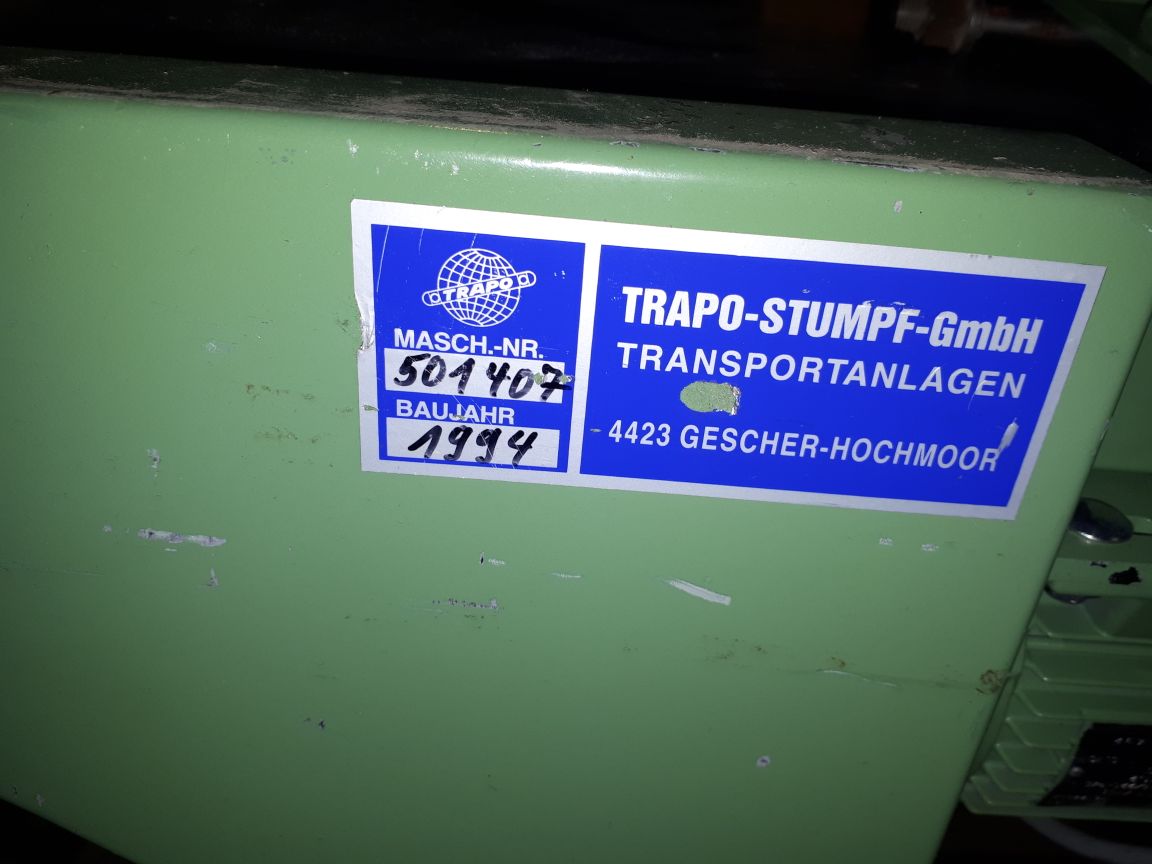 TRAPO
MASCH.-NR.
501407
BAUJAHR
1994
TRAPO-STUMPF-GmbH
TRANSPORTANLAGEN
4423 GESCHER-HOCHMOOR